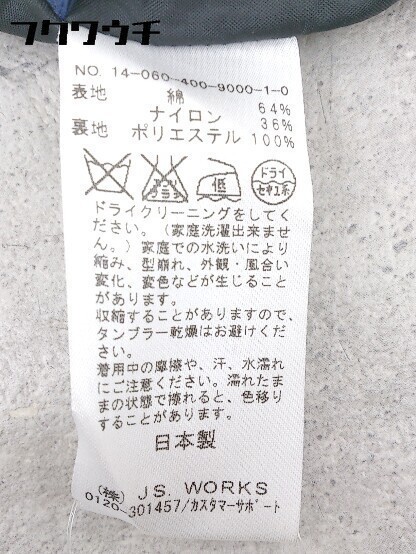 フクワウチ
NO. 14-060-400-9000-1-0
表地 綿 64%
ナイロン 36%
裏地 ポリエステル 100%
エンソサラシ 低 ドライ セキユ系
ドライクリーニングをしてく
ださい。（家庭洗濯出来ませ
ん。）家庭での水洗いにより
縮み、型崩れ、外観・風合い
変化、変色などが生じること
があります。
収縮することがありますので、
タンブラー乾燥はお避けくだ
さい。
着用中の摩擦や、汗、水濡れ
にご注意ください。濡れたま
まの状態で擦れると、色移り
することがあります。
日本製
(株) JS. WORKS
0120-301457/カスタマーサポート